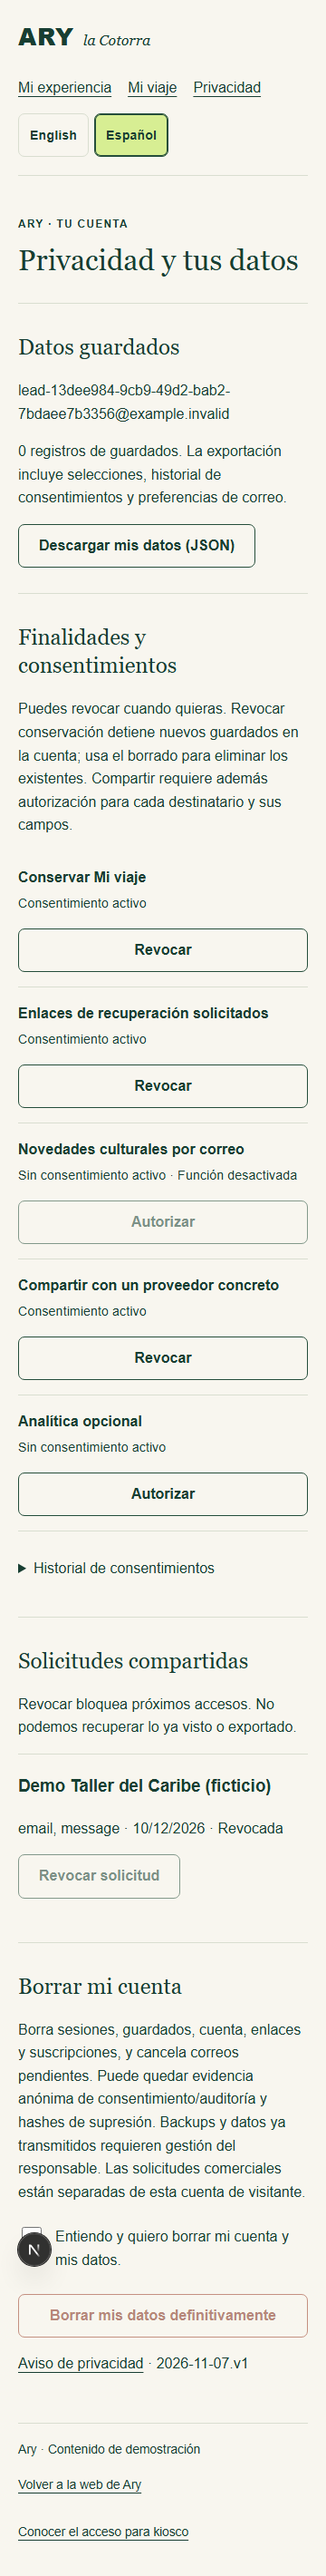 ARY la Cotorra
Mi experiencia Mi viaje Privacidad
English Español
ARY · TU CUENTA
Privacidad y tus datos
Datos guardados
lead-13dee984-9cb9-49d2-bab2-
7bdaee7b3356@example.invalid
0 registros de guardados. La exportación
incluye selecciones, historial de
consentimientos y preferencias de correo.
Descargar mis datos (JSON)
Finalidades y
consentimientos
Puedes revocar cuando quieras. Revocar
conservación detiene nuevos guardados en
la cuenta; usa el borrado para eliminar los
existentes. Compartir requiere además
autorización para cada destinatario y sus
campos.
Conservar Mi viaje
Consentimiento activo
Revocar
Enlaces de recuperación solicitados
Consentimiento activo
Revocar
Novedades culturales por correo
Sin consentimiento activo · Función desactivada
Autorizar
Compartir con un proveedor concreto
Consentimiento activo
Revocar
Analítica opcional
Sin consentimiento activo
Autorizar
Historial de consentimientos
Solicitudes compartidas
Revocar bloquea próximos accesos. No
podemos recuperar lo ya visto o exportado.
Demo Taller del Caribe (ficticio)
email, message · 10/12/2026 · Revocada
Revocar solicitud
Borrar mi cuenta
Borra sesiones, guardados, cuenta, enlaces
y suscripciones, y cancela correos
pendientes. Puede quedar evidencia
anónima de consentimiento/auditoría y
hashes de supresión. Backups y datos ya
transmitidos requieren gestión del
responsable. Las solicitudes comerciales
están separadas de esta cuenta de visitante.
Entiendo y quiero borrar mi cuenta y
mis datos.
N
Borrar mis datos definitivamente
Aviso de privacidad · 2026-11-07.v1
Ary · Contenido de demostración
Volver a la web de Ary
Conocer el acceso para kiosco